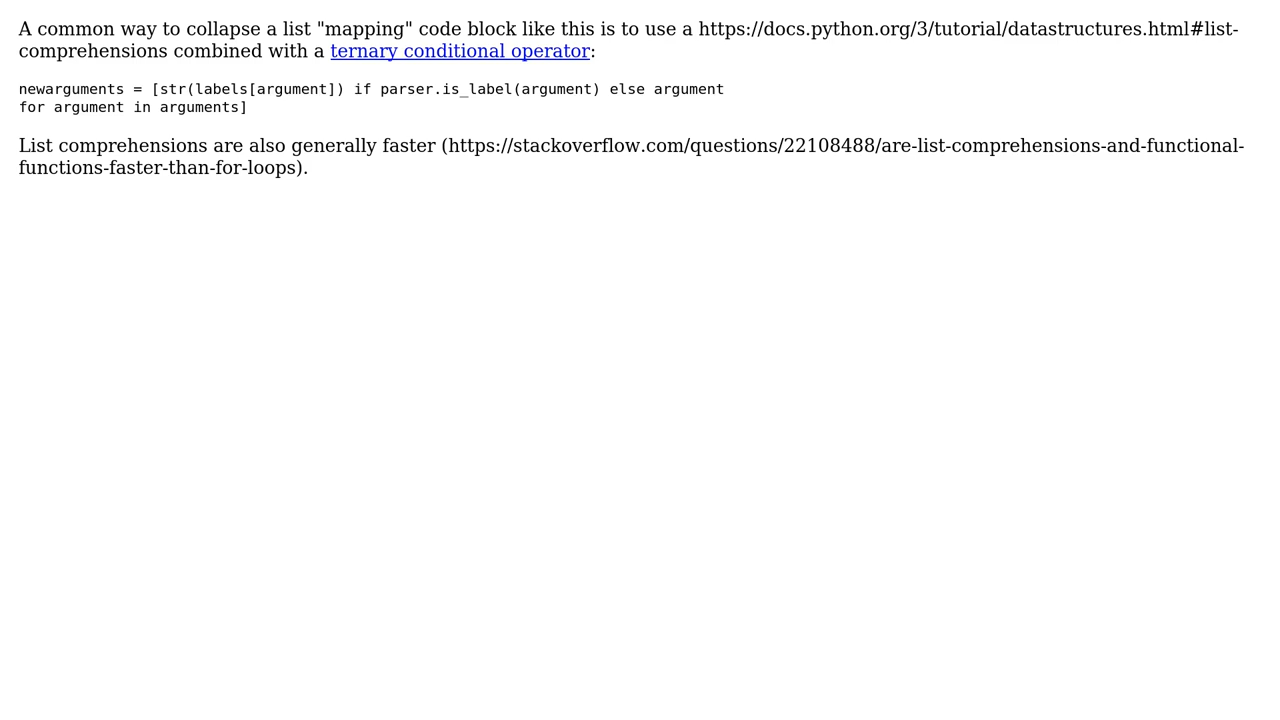 A common way to collapse a list "mapping" code block like this is to use a https://docs.python.org/3/tutorial/datastructures.html#list-
comprehensions combined with a ternary conditional operator:
newarguments = [str(labels[argument]) if parser.is_label(argument) else argument
for argument in arguments]
List comprehensions are also generally faster (https://stackoverflow.com/questions/22108488/are-list-comprehensions-and-functional-
functions-faster-than-for-loops).